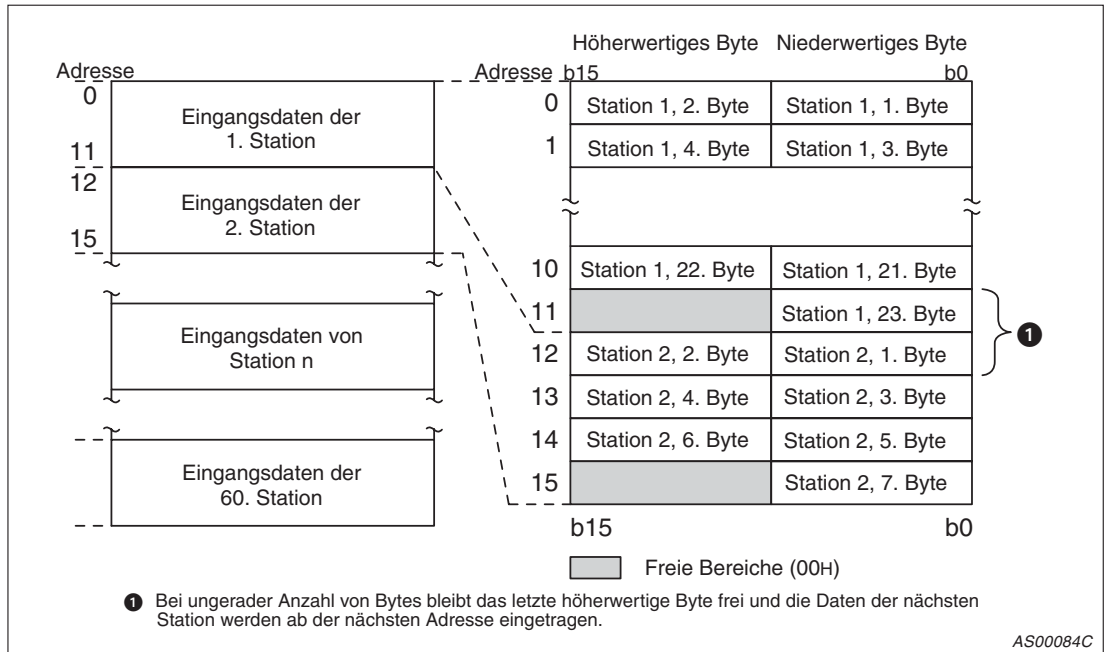 Höherwertiges Byte Niederwertiges Byte
Adresse
Adresse b15 b0
0
Eingangsdaten der
1. Station
11
12
Eingangsdaten der
2. Station
15
Eingangsdaten von
Station n
Eingangsdaten der
60. Station
0 Station 1, 2. Byte Station 1, 1. Byte
1 Station 1, 4. Byte Station 1, 3. Byte
10 Station 1, 22. Byte Station 1, 21. Byte
11 Station 1, 23. Byte
❶
12 Station 2, 2. Byte Station 2, 1. Byte
13 Station 2, 4. Byte Station 2, 3. Byte
14 Station 2, 6. Byte Station 2, 5. Byte
15 Station 2, 7. Byte
b15 b0
Freie Bereiche (00H)
❶ Bei ungerader Anzahl von Bytes bleibt das letzte höherwertige Byte frei und die Daten der nächsten
Station werden ab der nächsten Adresse eingetragen.
AS00084C